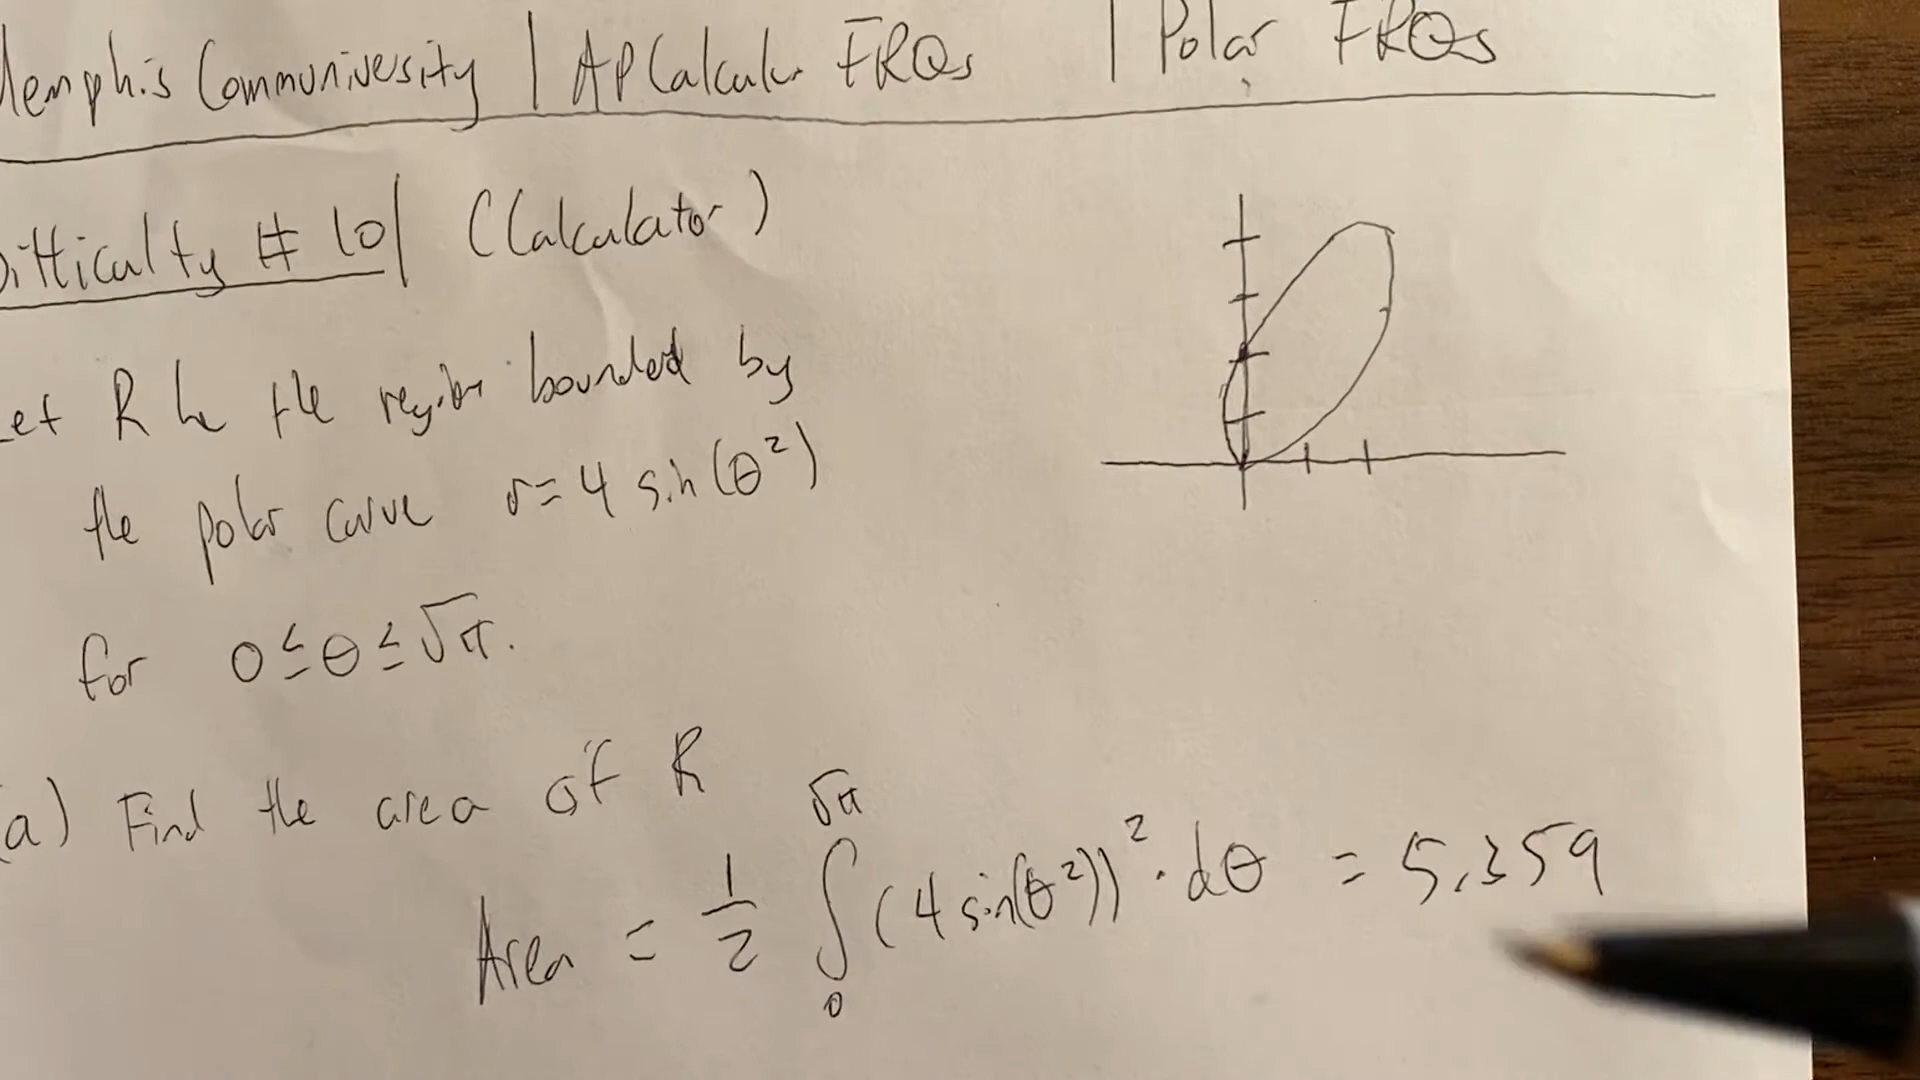 Memphis Communiversity | AP Calculus FRQs | Polar FRQs
Difficulty # 10 | (Calculator)
Let R be the region bounded by
the polar curve r = 4 sin(θ²)
for 0 ≤ θ ≤ √π.
(a) Find the area of R
Area = 1/2 ∫₀^√π (4 sin(θ²))² · dθ = 5.359